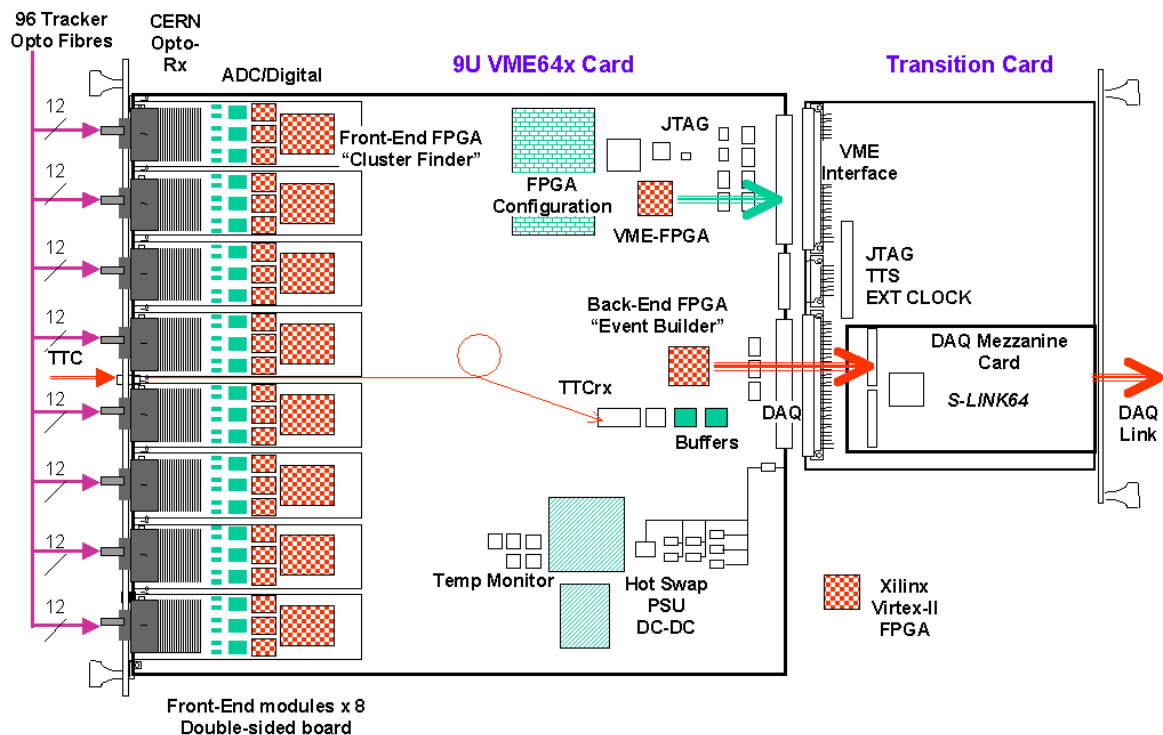 96 Tracker
Opto Fibres
CERN
Opto-
Rx
ADC/Digital
9U VME64x Card
Transition Card
12
12
12
12
12
12
12
12
TTC
Front-End FPGA
“Cluster Finder”
FPGA
Configuration
JTAG
VME-FPGA
VME
Interface
JTAG
TTS
EXT CLOCK
Back-End FPGA
“Event Builder”
TTCrx
Buffers
DAQ
DAQ Mezzanine
Card
S-LINK64
DAQ
Link
Temp Monitor
Hot Swap
PSU
DC-DC
Xilinx
Virtex-II
FPGA
Front-End modules x 8
Double-sided board